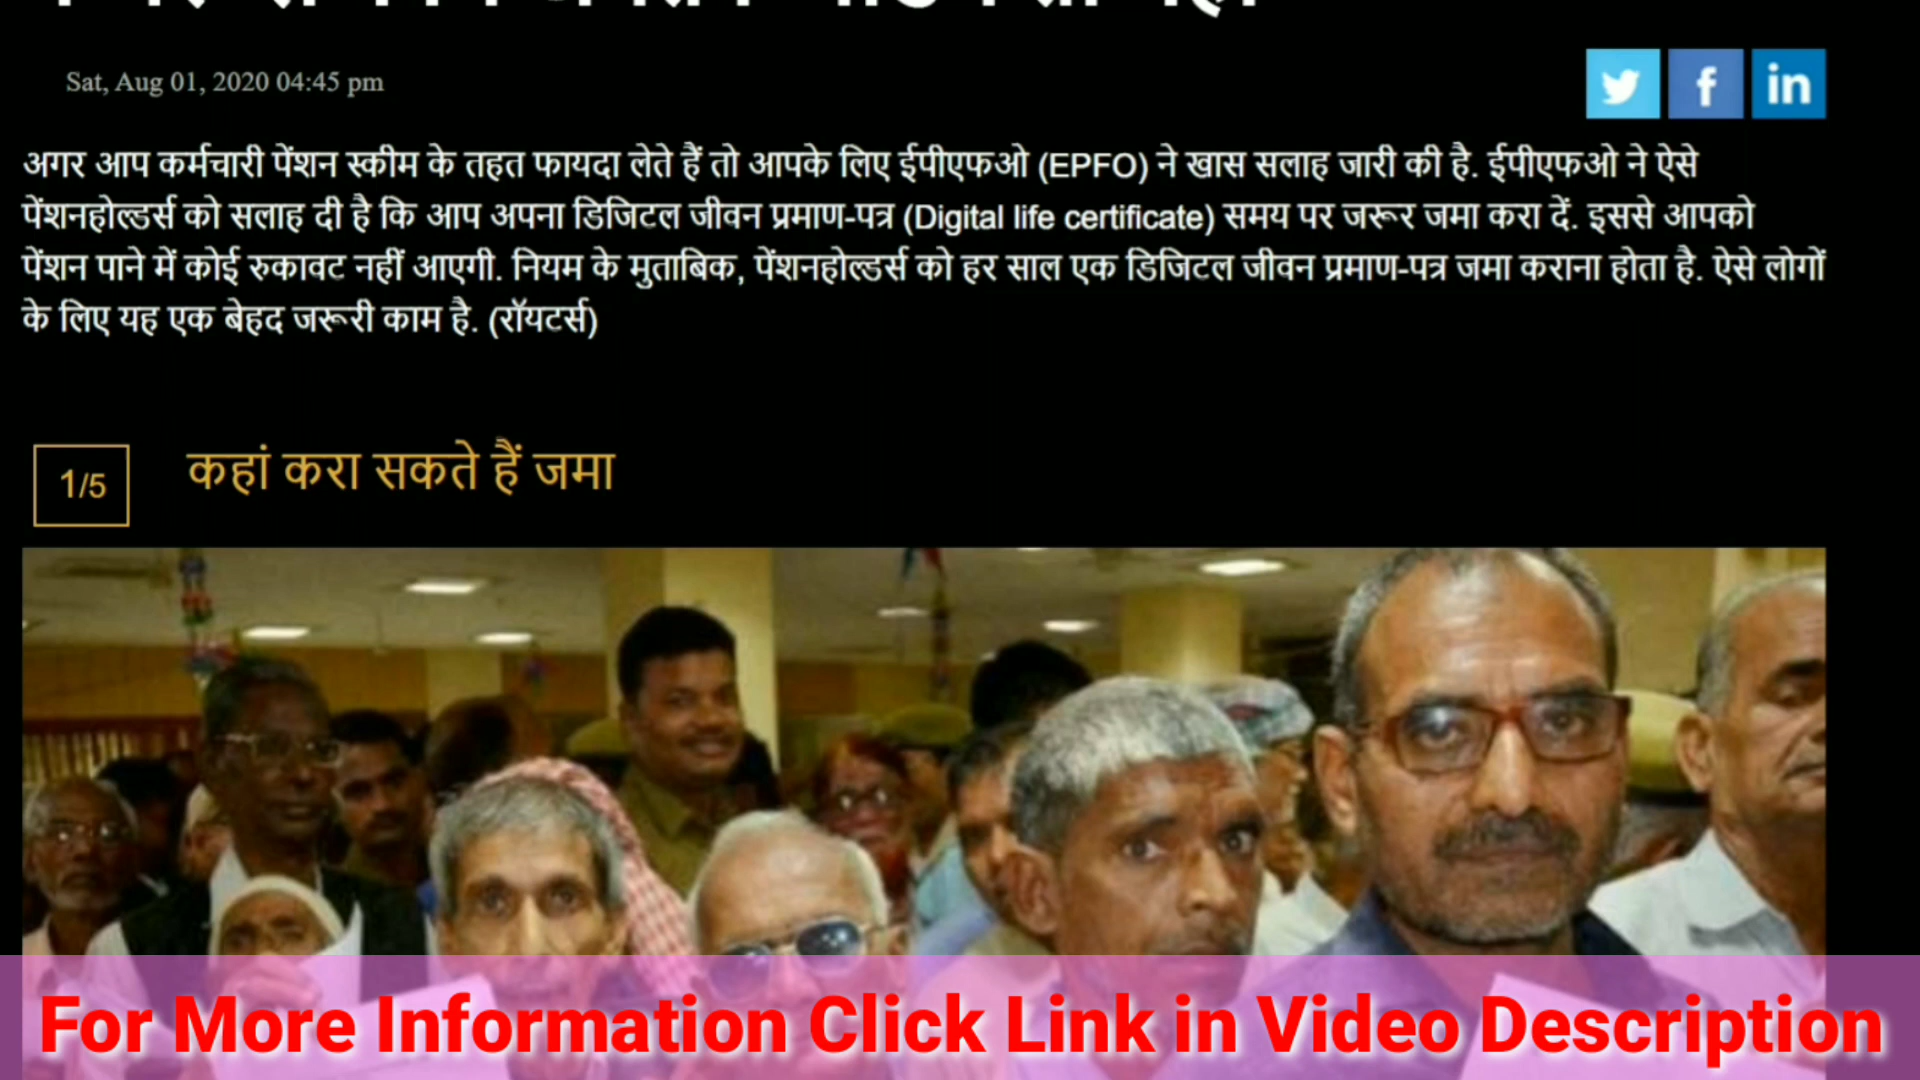 Sat, Aug 01, 2020 04:45 pm
अगर आप कर्मचारी पेंशन स्कीम के तहत फायदा लेते हैं तो आपके लिए ईपीएफओ (EPFO) ने खास सलाह जारी की है. ईपीएफओ ने ऐसे
पेंशनहोल्डर्स को सलाह दी है कि आप अपना डिजिटल जीवन प्रमाण-पत्र (Digital life certificate) समय पर जरूर जमा करा दें. इससे आपको
पेंशन पाने में कोई रुकावट नहीं आएगी. नियम के मुताबिक, पेंशनहोल्डर्स को हर साल एक डिजिटल जीवन प्रमाण-पत्र जमा कराना होता है. ऐसे लोगों
के लिए यह एक बेहद जरूरी काम है. (रॉयटर्स)
1/5 कहां करा सकते हैं जमा
For More Information Click Link in Video Description